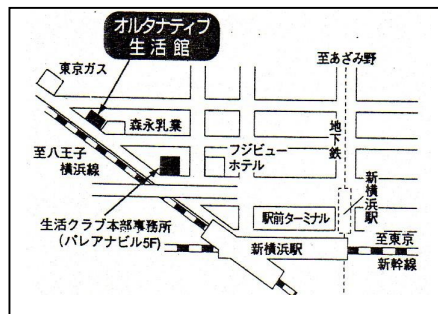 オルタナティブ
生活館
至あざみ野
東京ガス
森永乳業
地下鉄
至八王子
横浜線
フジビュー
ホテル
新横浜駅
生活クラブ本部事務所
(パレアナビル5F)
駅前ターミナル
新横浜駅
至東京
新幹線